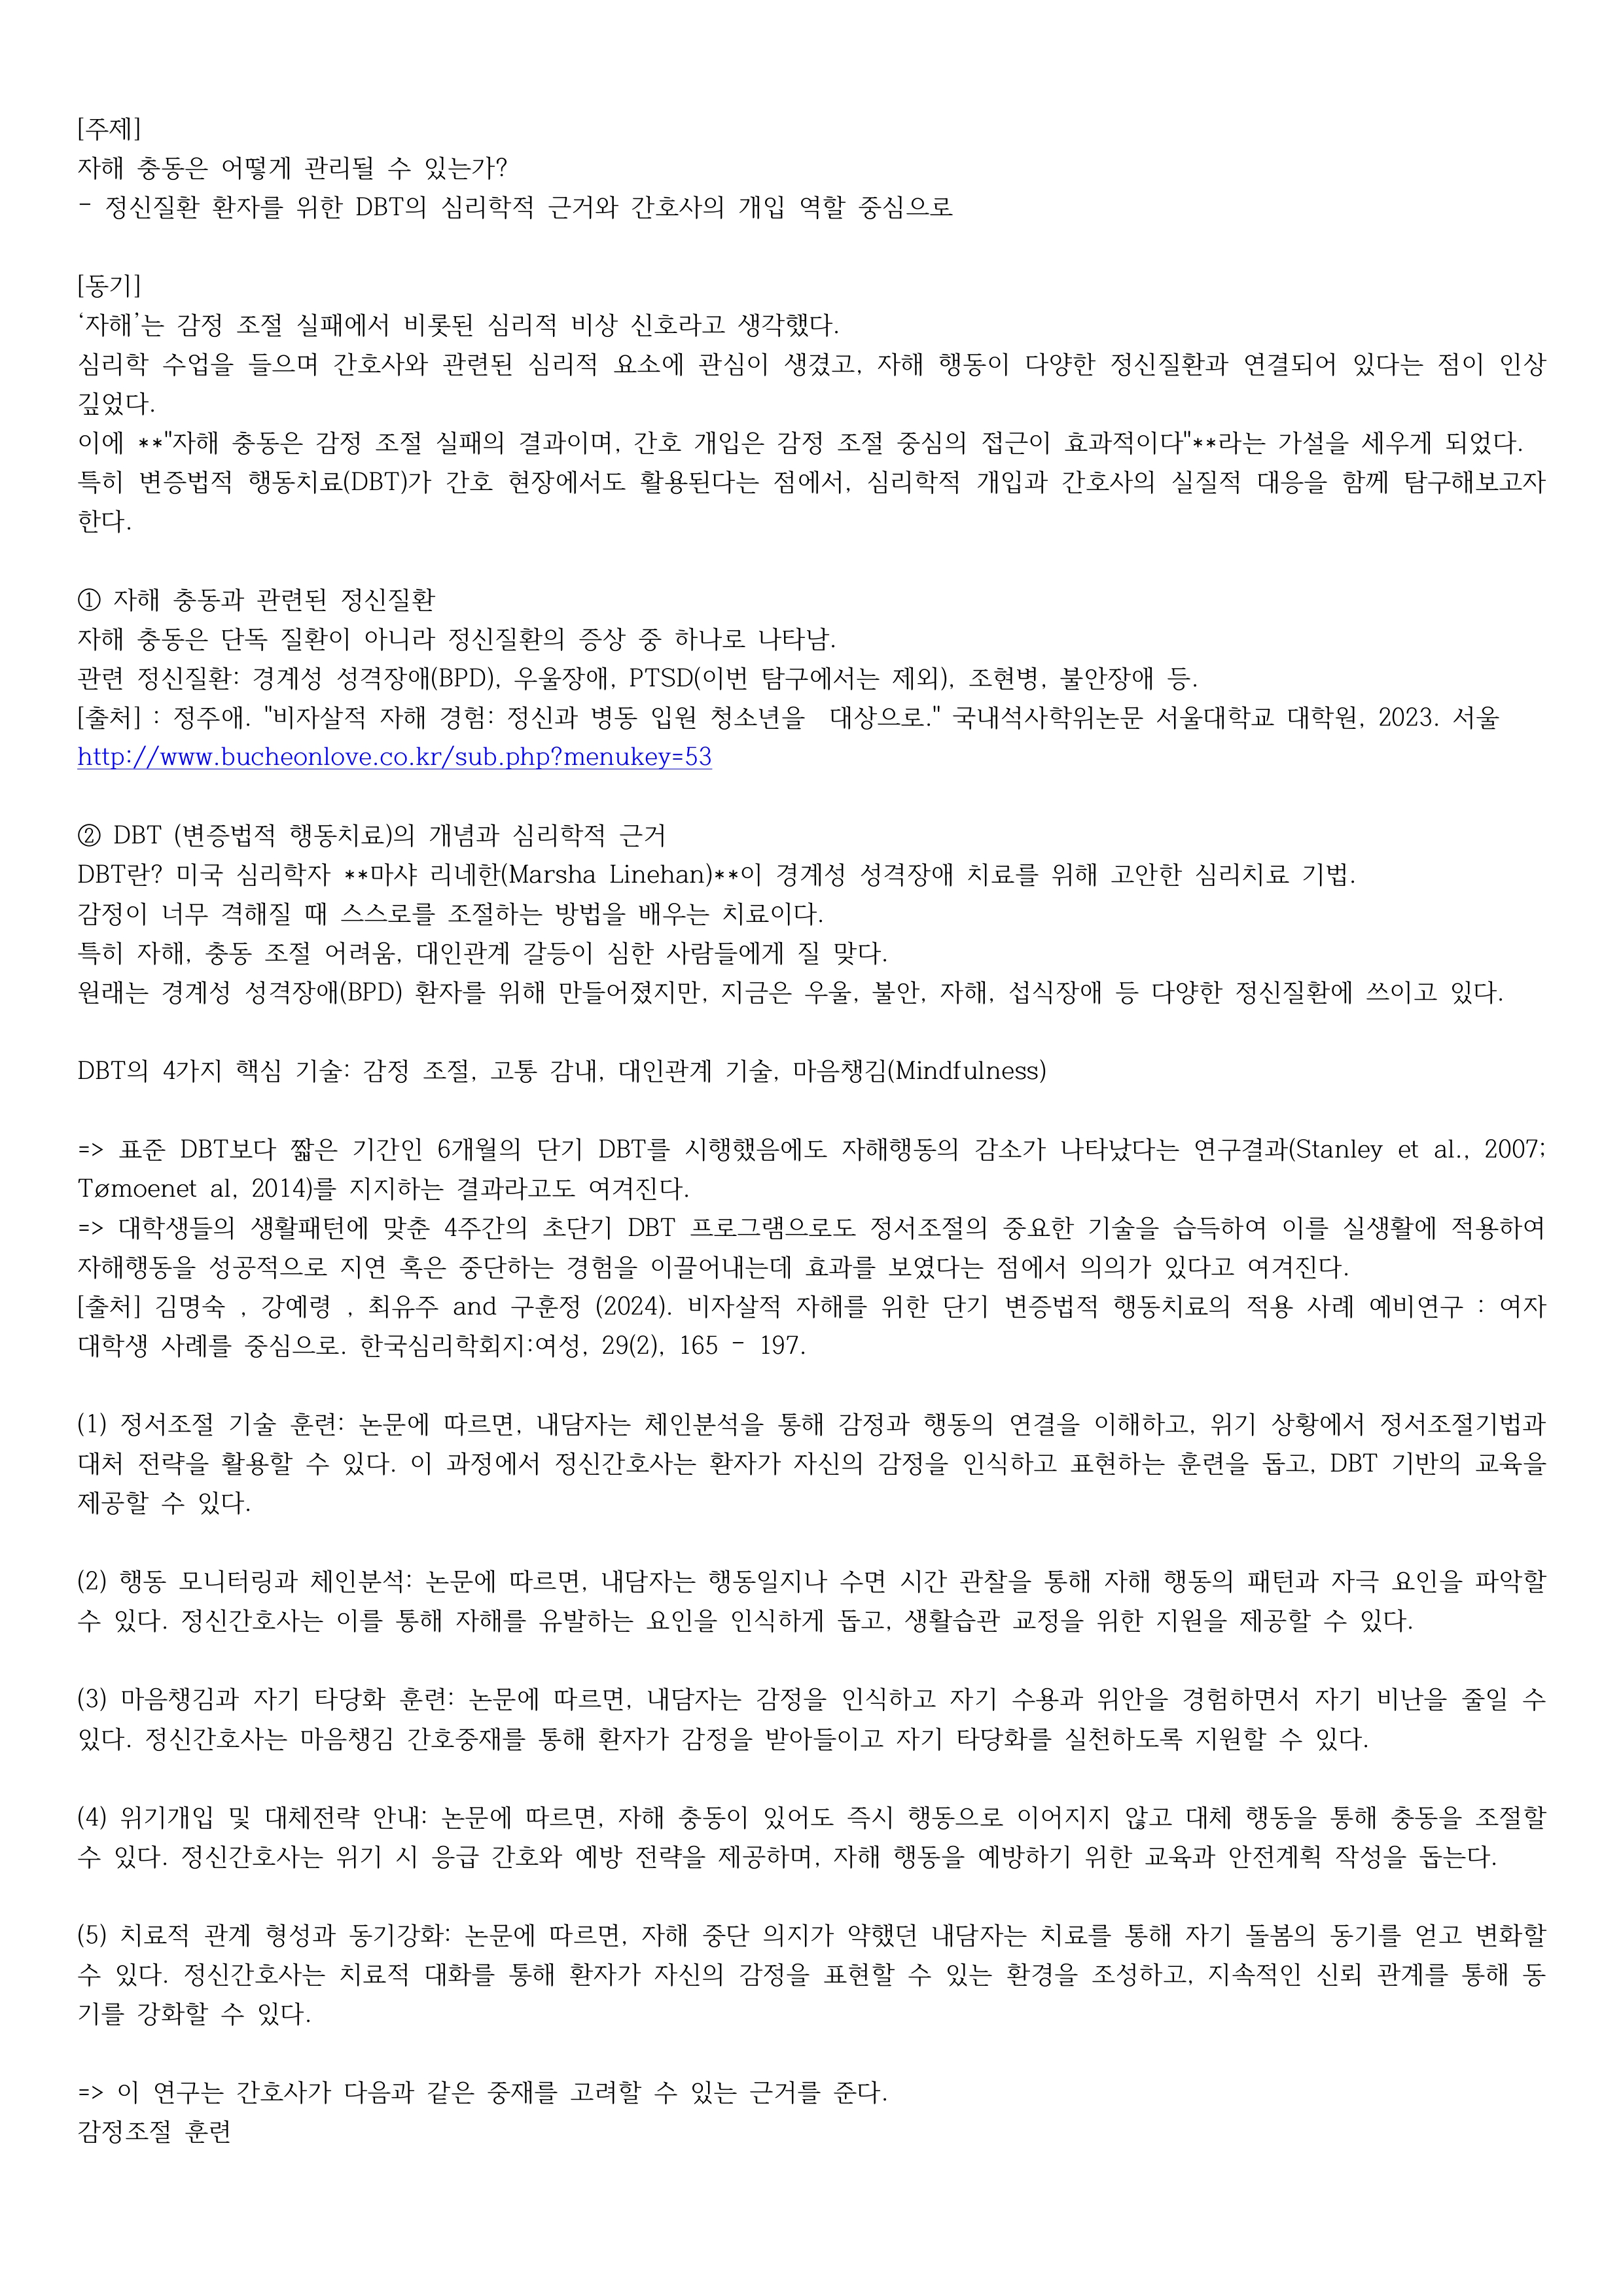 [주제]
자해 충동은 어떻게 관리될 수 있는가?
- 정신질환 환자를 위한 DBT의 심리학적 근거와 간호사의 개입 역할 중심으로
[동기]
‘자해’는 감정 조절 실패에서 비롯된 심리적 비상 신호라고 생각했다.
심리학 수업을 들으며 간호사와 관련된 심리적 요소에 관심이 생겼고, 자해 행동이 다양한 정신질환과 연결되어 있다는 점이 인상
깊었다.
이에 **"자해 충동은 감정 조절 실패의 결과이며, 간호 개입은 감정 조절 중심의 접근이 효과적이다"**라는 가설을 세우게 되었다.
특히 변증법적 행동치료(DBT)가 간호 현장에서도 활용된다는 점에서, 심리학적 개입과 간호사의 실질적 대응을 함께 탐구해보고자
한다.
① 자해 충동과 관련된 정신질환
자해 충동은 단독 질환이 아니라 정신질환의 증상 중 하나로 나타남.
관련 정신질환: 경계성 성격장애(BPD), 우울장애, PTSD(이번 탐구에서는 제외), 조현병, 불안장애 등.
[출처] : 정주애. "비자살적 자해 경험: 정신과 병동 입원 청소년을 대상으로." 국내석사학위논문 서울대학교 대학원, 2023. 서울
http://www.bucheonlove.co.kr/sub.php?menukey=53
② DBT (변증법적 행동치료)의 개념과 심리학적 근거
DBT란? 미국 심리학자 **마샤 리네한(Marsha Linehan)**이 경계성 성격장애 치료를 위해 고안한 심리치료 기법.
감정이 너무 격해질 때 스스로를 조절하는 방법을 배우는 치료이다.
특히 자해, 충동 조절 어려움, 대인관계 갈등이 심한 사람들에게 질 맞다.
원래는 경계성 성격장애(BPD) 환자를 위해 만들어졌지만, 지금은 우울, 불안, 자해, 섭식장애 등 다양한 정신질환에 쓰이고 있다.
DBT의 4가지 핵심 기술: 감정 조절, 고통 감내, 대인관계 기술, 마음챙김(Mindfulness)
=> 표준 DBT보다 짧은 기간인 6개월의 단기 DBT를 시행했음에도 자해행동의 감소가 나타났다는 연구결과(Stanley et al., 2007;
Tømoenet al, 2014)를 지지하는 결과라고도 여겨진다.
=> 대학생들의 생활패턴에 맞춘 4주간의 초단기 DBT 프로그램으로도 정서조절의 중요한 기술을 습득하여 이를 실생활에 적용하여
자해행동을 성공적으로 지연 혹은 중단하는 경험을 이끌어내는데 효과를 보였다는 점에서 의의가 있다고 여겨진다.
[출처] 김명숙 , 강예령 , 최유주 and 구훈정 (2024). 비자살적 자해를 위한 단기 변증법적 행동치료의 적용 사례 예비연구 : 여자
대학생 사례를 중심으로. 한국심리학회지:여성, 29(2), 165 - 197.
(1) 정서조절 기술 훈련: 논문에 따르면, 내담자는 체인분석을 통해 감정과 행동의 연결을 이해하고, 위기 상황에서 정서조절기법과
대처 전략을 활용할 수 있다. 이 과정에서 정신간호사는 환자가 자신의 감정을 인식하고 표현하는 훈련을 돕고, DBT 기반의 교육을
제공할 수 있다.
(2) 행동 모니터링과 체인분석: 논문에 따르면, 내담자는 행동일지나 수면 시간 관찰을 통해 자해 행동의 패턴과 자극 요인을 파악할
수 있다. 정신간호사는 이를 통해 자해를 유발하는 요인을 인식하게 돕고, 생활습관 교정을 위한 지원을 제공할 수 있다.
(3) 마음챙김과 자기 타당화 훈련: 논문에 따르면, 내담자는 감정을 인식하고 자기 수용과 위안을 경험하면서 자기 비난을 줄일 수
있다. 정신간호사는 마음챙김 간호중재를 통해 환자가 감정을 받아들이고 자기 타당화를 실천하도록 지원할 수 있다.
(4) 위기개입 및 대체전략 안내: 논문에 따르면, 자해 충동이 있어도 즉시 행동으로 이어지지 않고 대체 행동을 통해 충동을 조절할
수 있다. 정신간호사는 위기 시 응급 간호와 예방 전략을 제공하며, 자해 행동을 예방하기 위한 교육과 안전계획 작성을 돕는다.
(5) 치료적 관계 형성과 동기강화: 논문에 따르면, 자해 중단 의지가 약했던 내담자는 치료를 통해 자기 돌봄의 동기를 얻고 변화할
수 있다. 정신간호사는 치료적 대화를 통해 환자가 자신의 감정을 표현할 수 있는 환경을 조성하고, 지속적인 신뢰 관계를 통해 동
기를 강화할 수 있다.
=> 이 연구는 간호사가 다음과 같은 중재를 고려할 수 있는 근거를 준다.
감정조절 훈련